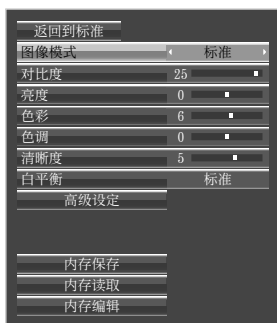 返回到标准
图像模式 标准
对比度 25
亮度 0
色彩 6
色调 0
清晰度 5
白平衡 标准
高级设定
内存保存
内存读取
内存编辑